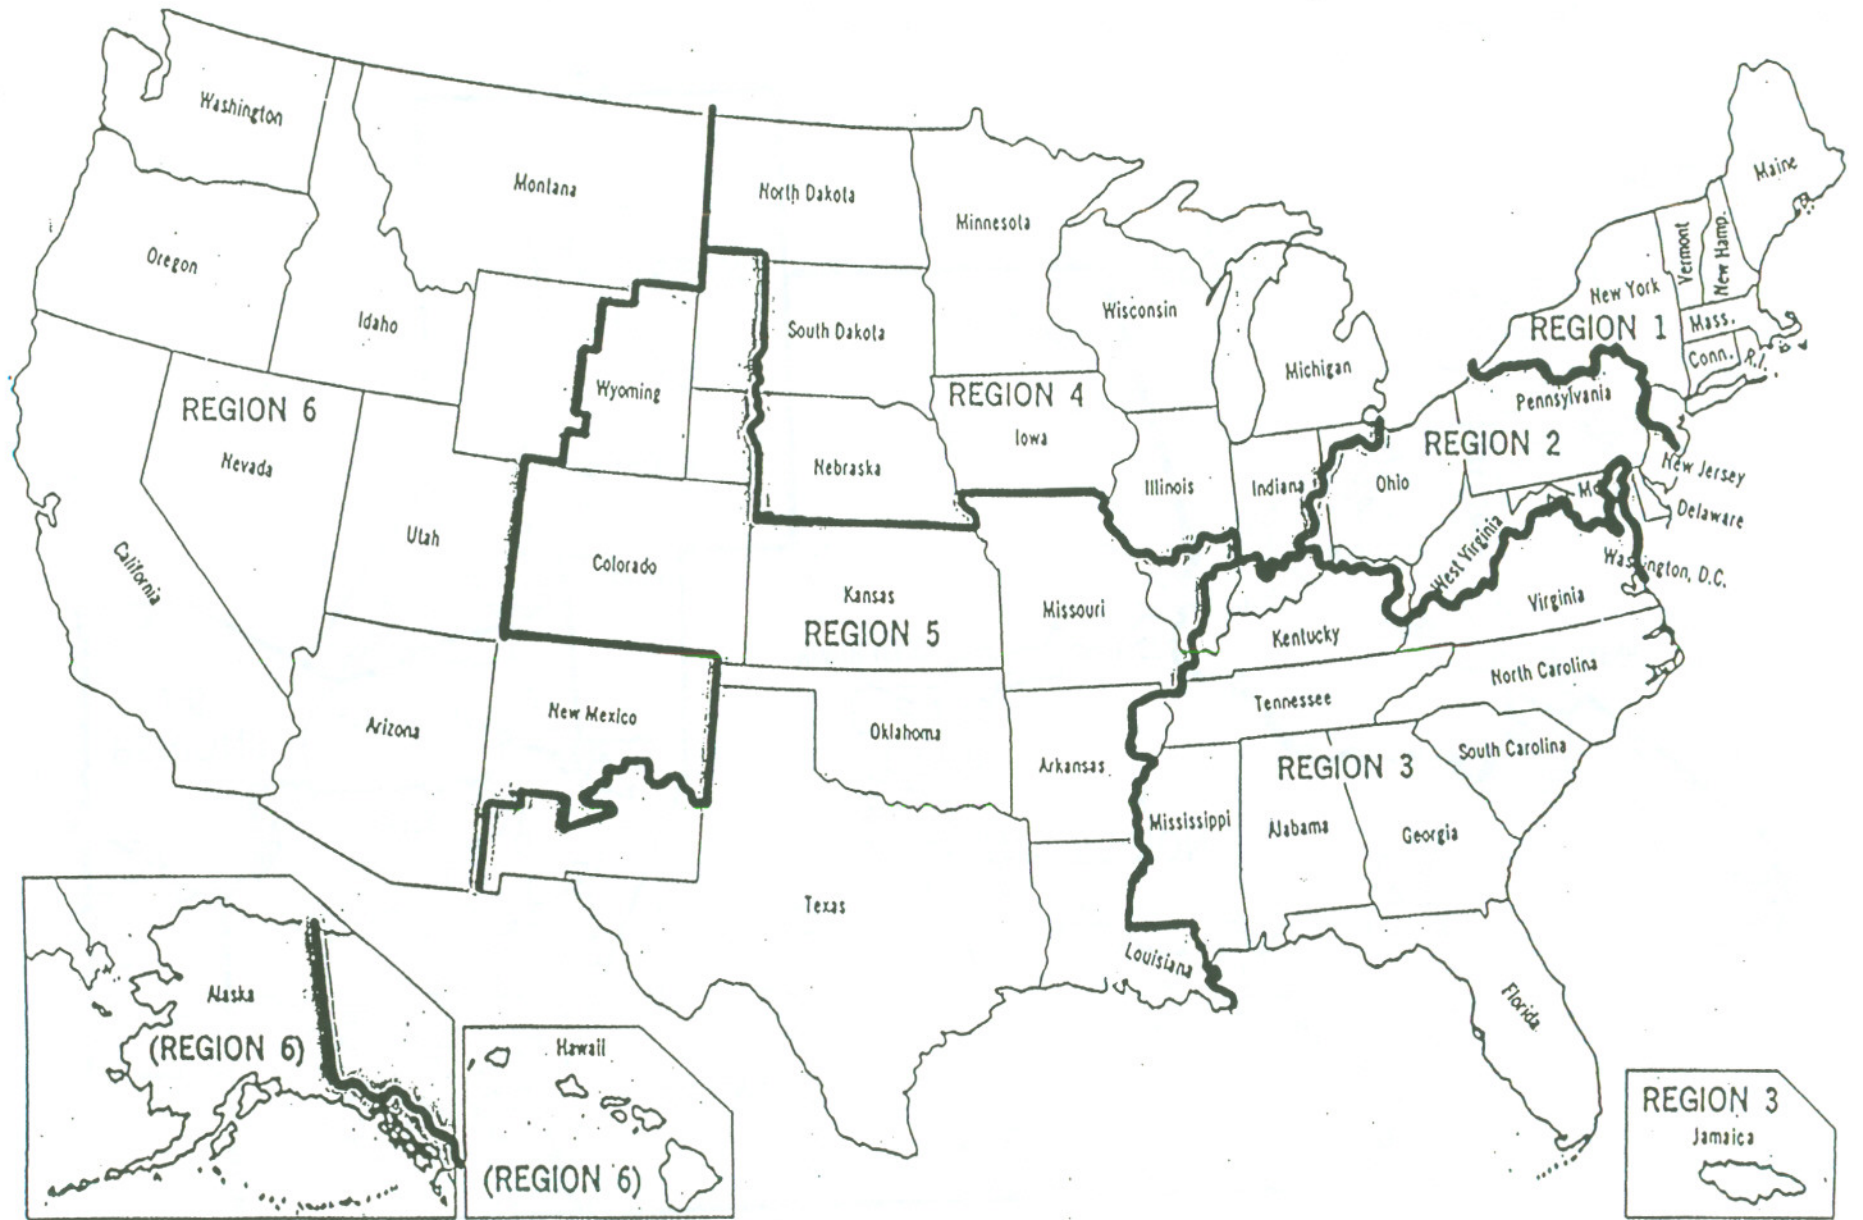 Washington
Montana
North Dakota
Minnesota
Maine
Oregon
Idaho
Wyoming
South Dakota
Wisconsin
Michigan
Vermont
New Hamp.
New York
REGION 1
Mass.
Conn.
R.I.
REGION 6
Nevada
Utah
California
Colorado
Nebraska
REGION 4
Iowa
Illinois
Indiana
Ohio
REGION 2
Pennsylvania
New Jersey
Delaware
West Virginia
Washington, D.C.
Virginia
Kansas
REGION 5
Missouri
Kentucky
Arizona
New Mexico
Oklahoma
Arkansas
Tennessee
North Carolina
South Carolina
REGION 3
Mississippi
Alabama
Georgia
Texas
Louisiana
Florida
Alaska
(REGION 6)
Hawaii
(REGION 6)
REGION 3
Jamaica